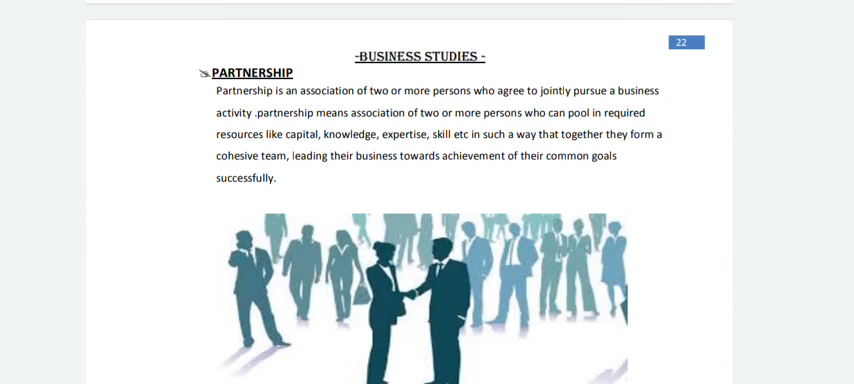 22
-BUSINESS STUDIES -
PARTNERSHIP
Partnership is an association of two or more persons who agree to jointly pursue a business
activity .partnership means association of two or more persons who can pool in required
resources like capital, knowledge, expertise, skill etc in such a way that together they form a
cohesive team, leading their business towards achievement of their common goals
successfully.